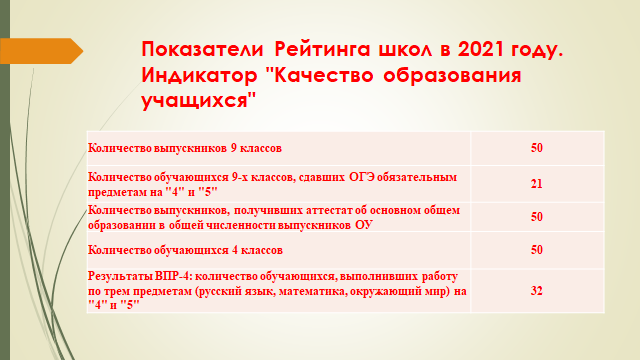 Показатели Рейтинга школ в 2021 году.
Индикатор "Качество образования
учащихся"
Количество выпускников 9 классов 50
Количество обучающихся 9-х классов, сдавших ОГЭ обязательным
предметам на "4" и "5" 21
Количество выпускников, получивших аттестат об основном общем
образовании в общей численности выпускников ОУ 50
Количество обучающихся 4 классов 50
Результаты ВПР-4: количество обучающихся, выполнивших работу
по трем предметам (русский язык, математика, окружающий мир) на
"4" и "5" 32